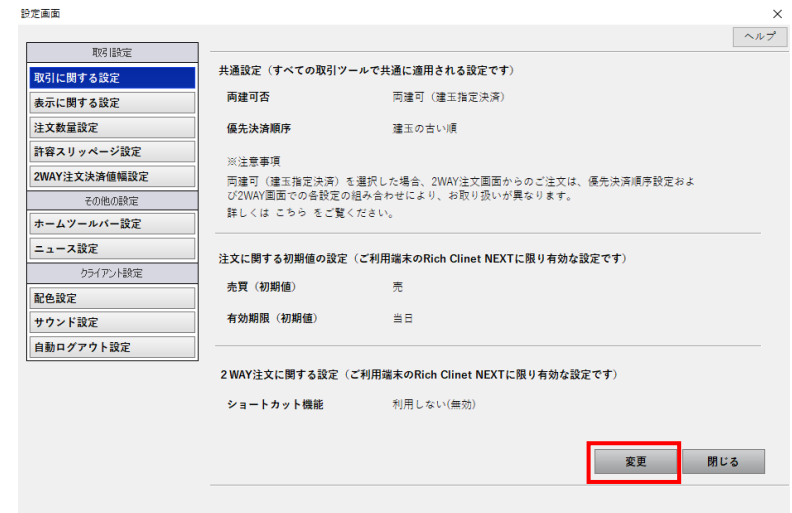 設定画面
ヘルプ
取引設定
取引に関する設定
表示に関する設定
注文数量設定
許容スリッページ設定
2WAY注文決済値幅設定
その他の設定
ホームツールバー設定
ニュース設定
クライアント設定
配色設定
サウンド設定
自動ログアウト設定
共通設定（すべての取引ツールで共通に適用される設定です）
両建可否 両建可（建玉指定決済）
優先決済順序 建玉の古い順
※注意事項
両建可（建玉指定決済）を選択した場合、2WAY注文画面からのご注文は、優先決済順序設定およ
び2WAY画面での各設定の組み合わせにより、お取り扱いが異なります。
詳しくは こちら をご覧ください。
注文に関する初期値の設定（ご利用端末のRich Clinet NEXTに限り有効な設定です）
売買（初期値） 売
有効期限（初期値） 当日
２WAY注文に関する設定（ご利用端末のRich Clinet NEXTに限り有効な設定です）
ショートカット機能 利用しない(無効)
変更 閉じる